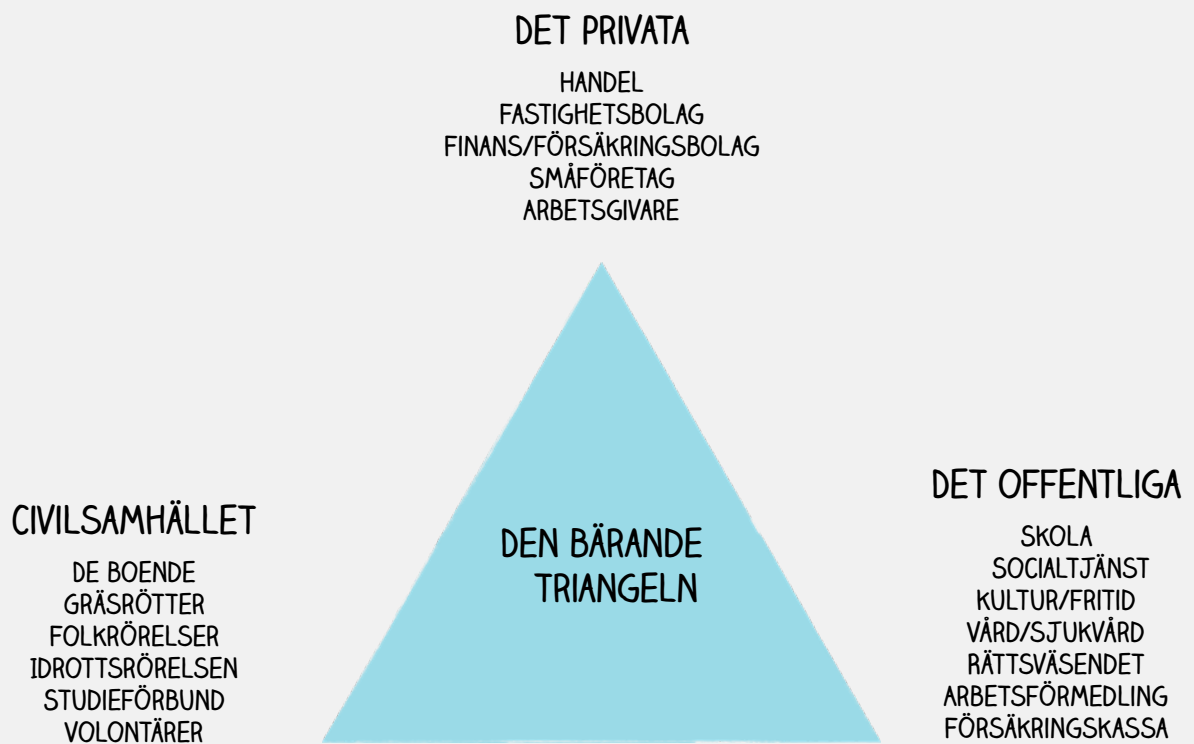 DET PRIVATA
HANDEL
FASTIGHETSBOLAG
FINANS/FÖRSÄKRINGSBOLAG
SMÅFÖRETAG
ARBETSGIVARE
CIVILSAMHÄLLET
DE BOENDE
GRÄSRÖTTER
FOLKRÖRELSER
IDROTTSRÖRELSEN
STUDIEFÖRBUND
VOLONTÄRER
DEN BÄRANDE
TRIANGELN
DET OFFENTLIGA
SKOLA
SOCIALTJÄNST
KULTUR/FRITID
VÅRD/SJUKVÅRD
RÄTTSVÄSENDET
ARBETSFÖRMEDLING
FÖRSÄKRINGSKASSA